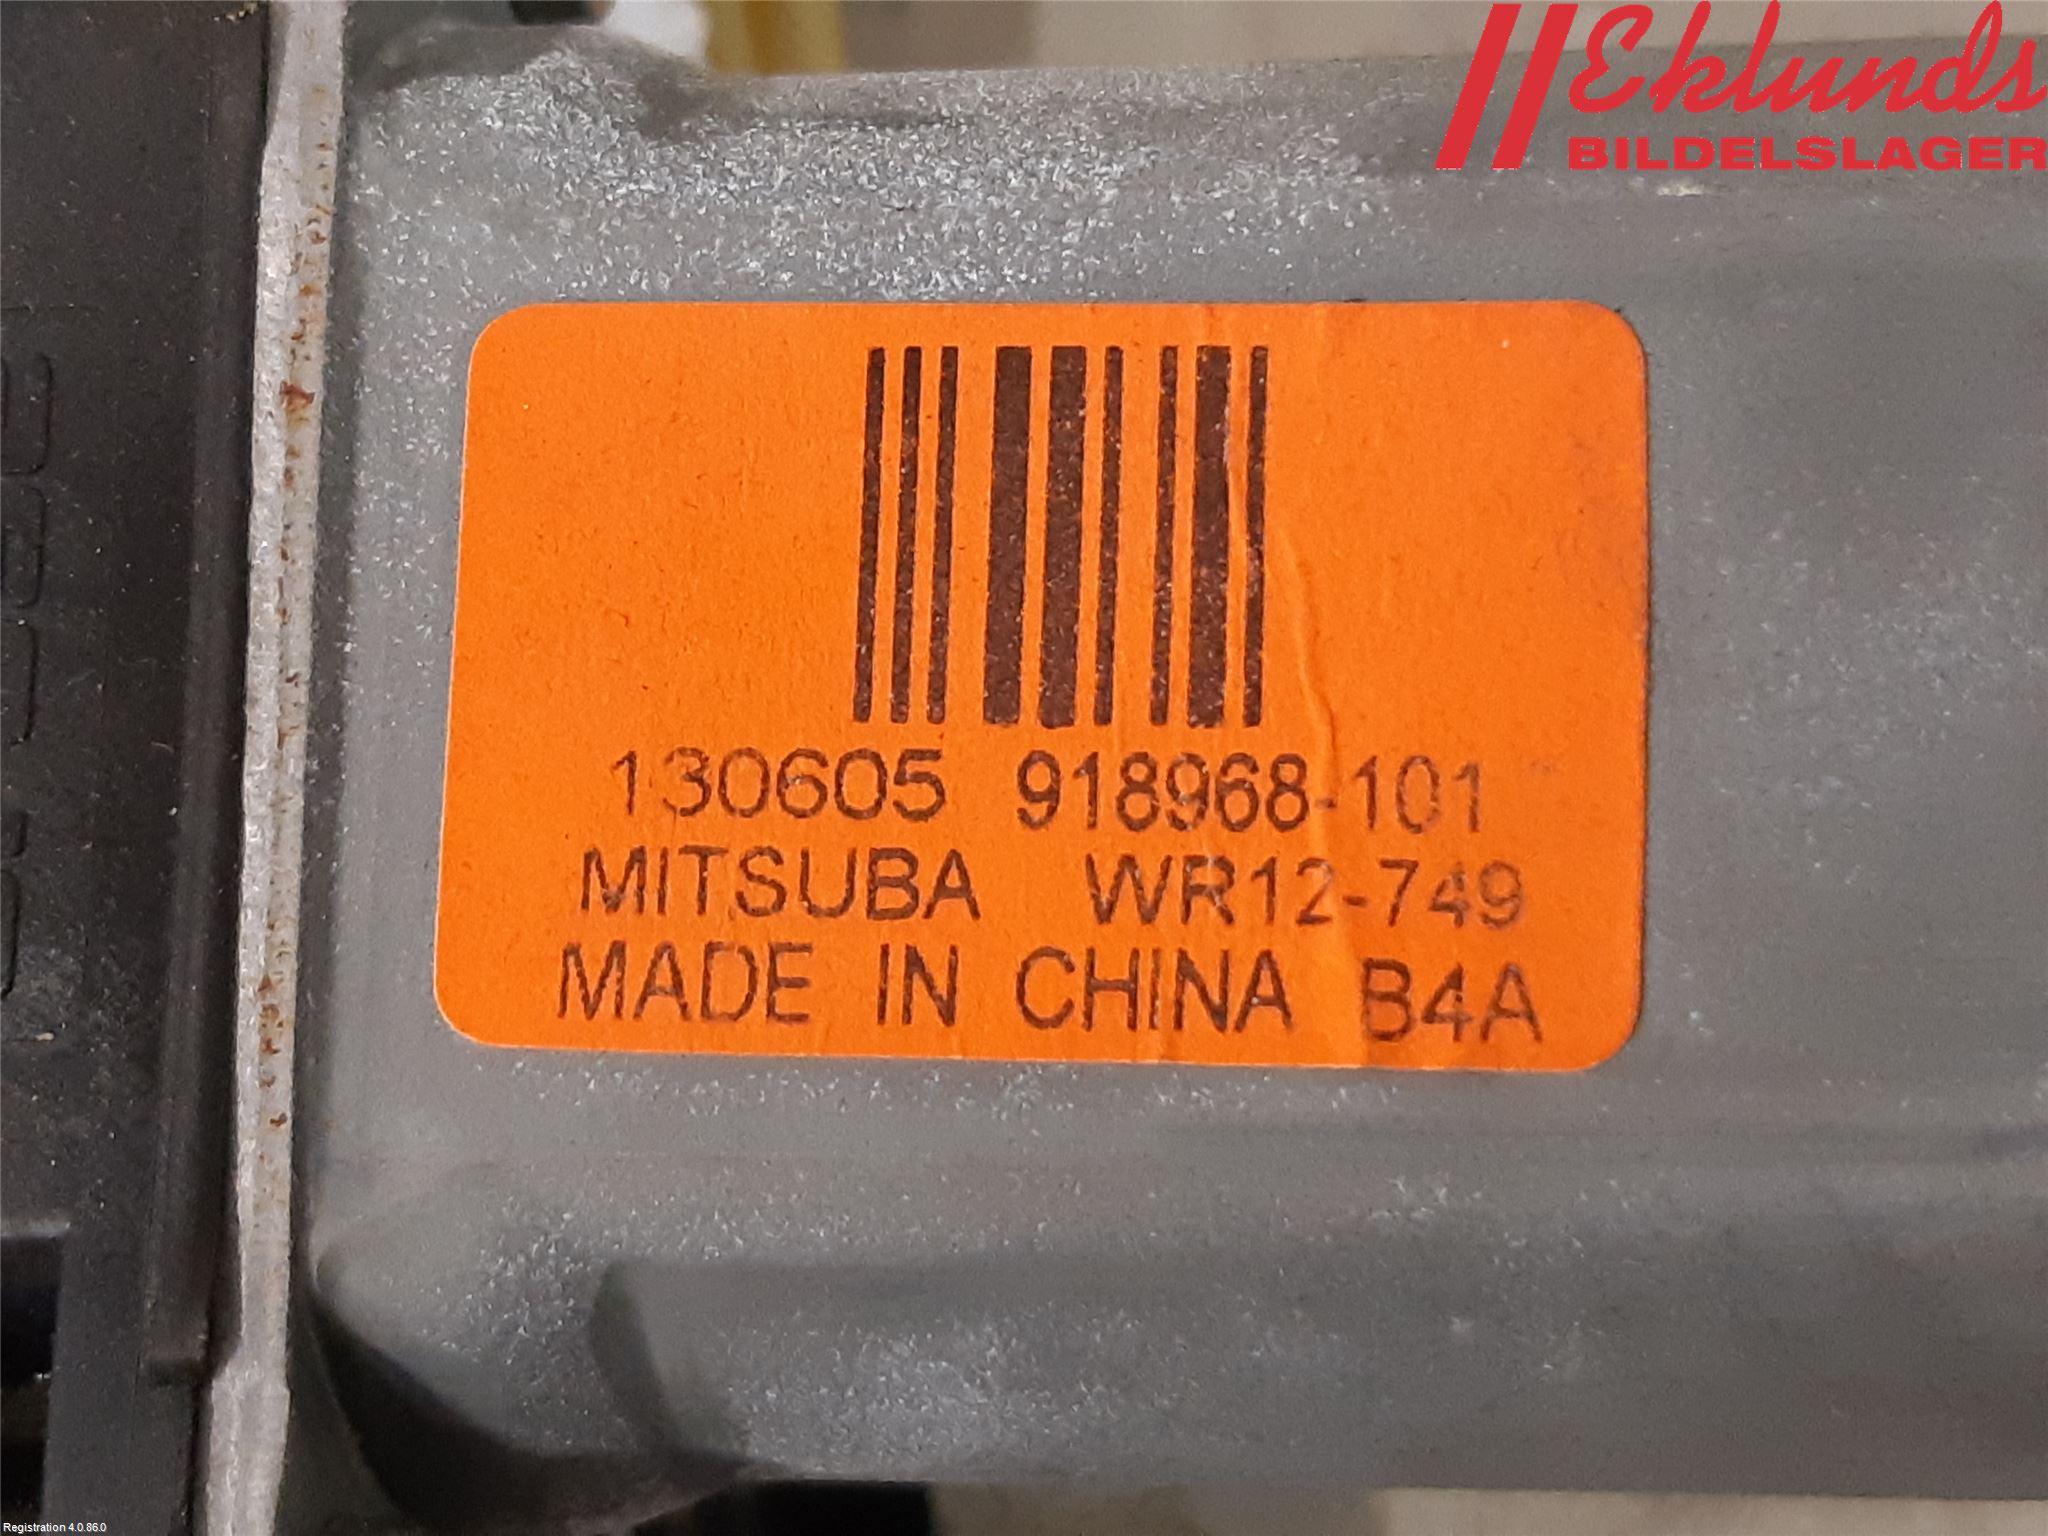 Eklunds
BILDELSLAGER
130605 918968-101
MITSUBA WR12-749
MADE IN CHINA B4A
Registration 4.0.86.0